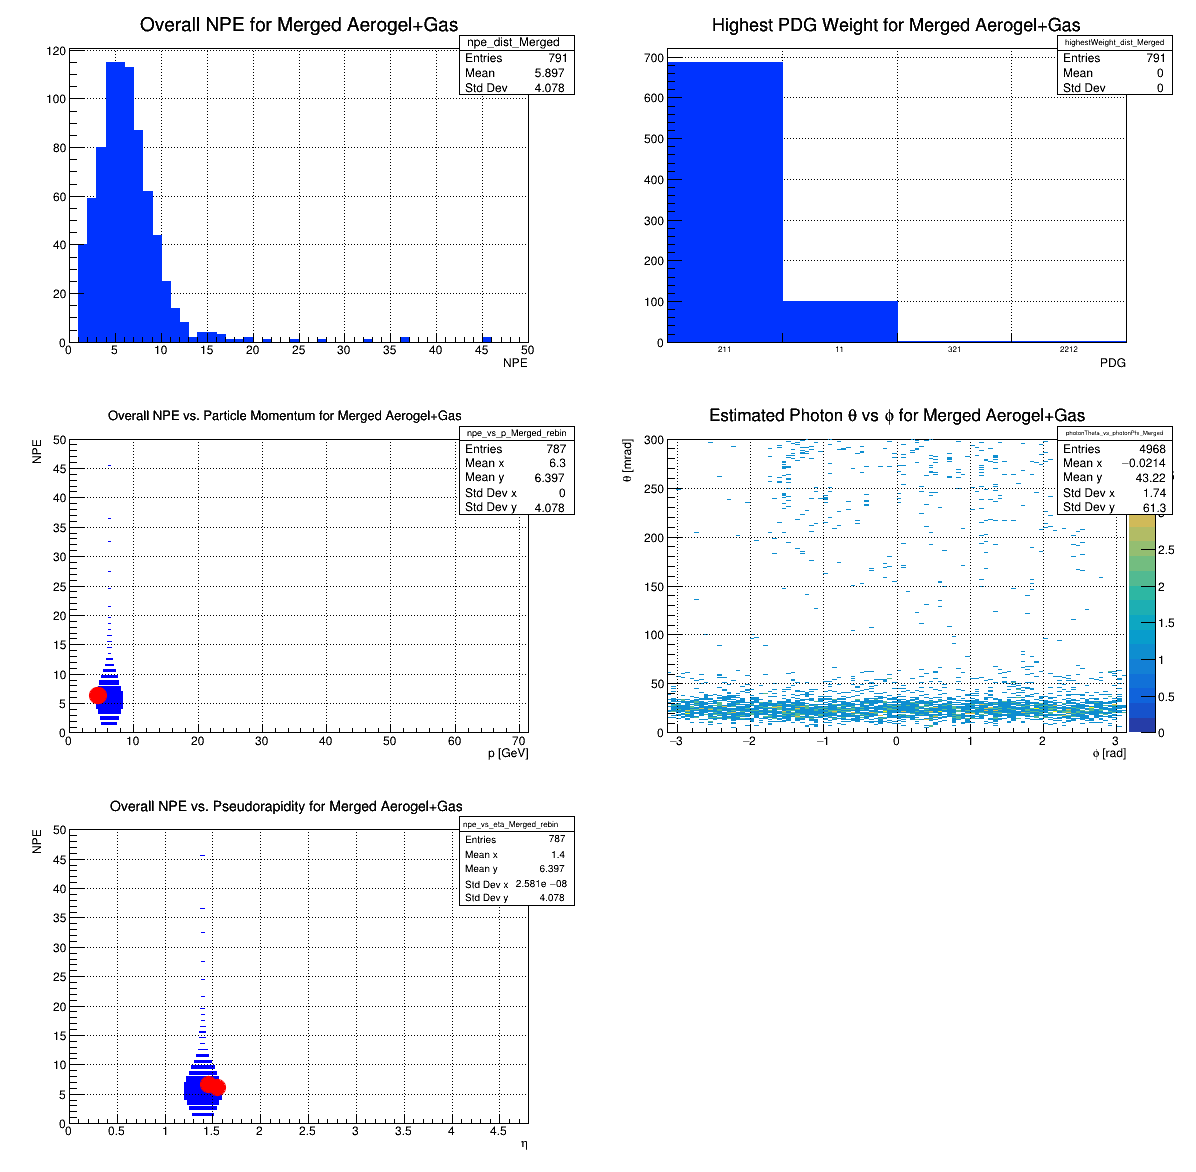 Overall NPE for Merged Aerogel+Gas
npe_dist_Merged
Entries 791
Mean 5.897
Std Dev 4.078
120
100
80
60
40
20
0
0 5 10 15 20 25 30 35 40 45 50
NPE
Highest PDG Weight for Merged Aerogel+Gas
highestWeight_dist_Merged
Entries 791
Mean 0
Std Dev 0
700
600
500
400
300
200
100
0
211 11 321 2212
PDG
Overall NPE vs. Particle Momentum for Merged Aerogel+Gas
npe_vs_p_Merged_rebin
Entries 787
Mean x 6.3
Mean y 6.397
Std Dev x 0
Std Dev y 4.078
NPE
50
45
40
35
30
25
20
15
10
5
0
0 10 20 30 40 50 60 70
p [GeV]
Estimated Photon θ vs ϕ for Merged Aerogel+Gas
photonTheta_vs_photonPhi_Merged
Entries 4968
Mean x −0.0214
Mean y 43.22
Std Dev x 1.74
Std Dev y 61.3
θ [mrad]
300
250
200
150
100
50
0
−3 −2 −1 0 1 2 3
ϕ [rad]
2.5
2
1.5
1
0.5
0
Overall NPE vs. Pseudorapidity for Merged Aerogel+Gas
npe_vs_eta_Merged_rebin
Entries 787
Mean x 1.4
Mean y 6.397
Std Dev x 2.581e −08
Std Dev y 4.078
NPE
50
45
40
35
30
25
20
15
10
5
0
0 0.5 1 1.5 2 2.5 3 3.5 4 4.5
η